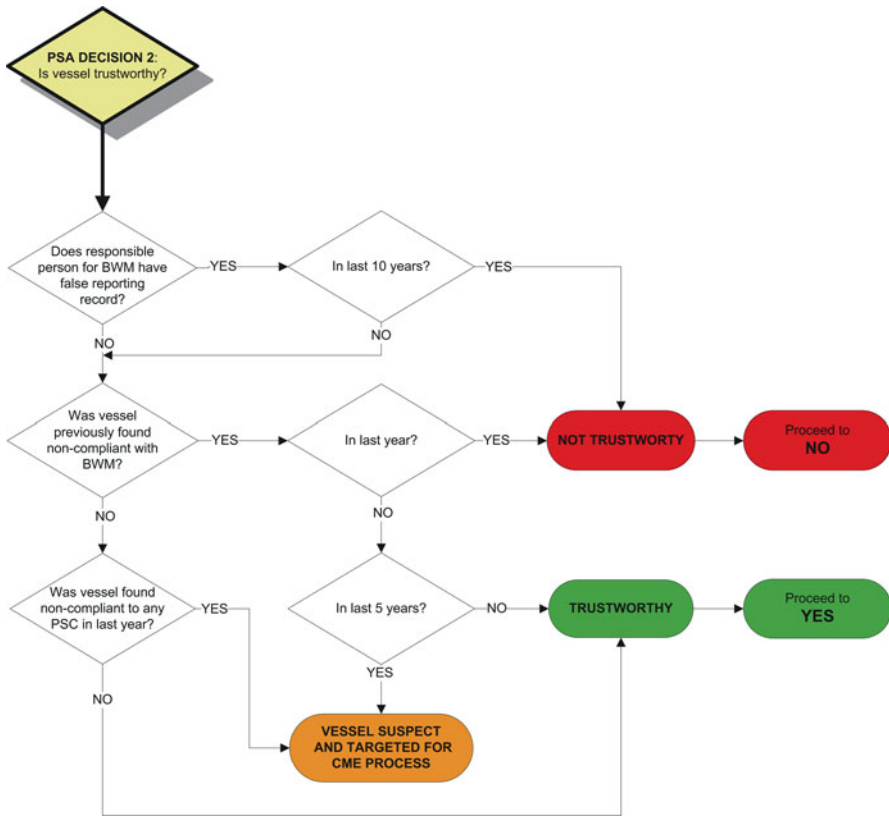 PSA DECISION 2:
Is vessel trustworthy?
Does responsible
person for BWM have
false reporting
record?
YES
In last 10 years?
YES
NO
NO
Was vessel
previously found
non-compliant with
BWM?
YES
In last year?
YES
NOT TRUSTWORTY
Proceed to
NO
NO
NO
Was vessel found
non-compliant to any
PSC in last year?
YES
In last 5 years?
NO
TRUSTWORTHY
Proceed to
YES
YES
NO
VESSEL SUSPECT
AND TARGETED FOR
CME PROCESS